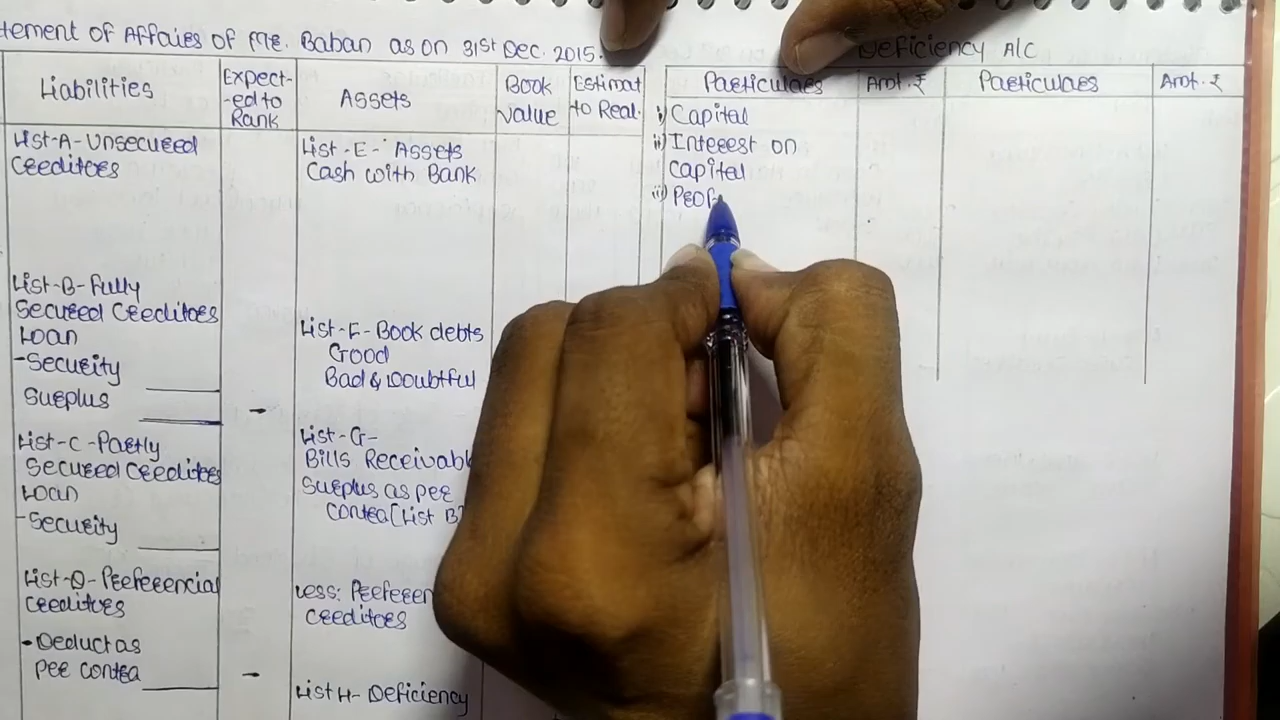 tement of Affairs of Mr. Baban as on 31st Dec. 2015.
Liabilities
Expect-
-ed to
Rank
Assets
Book
Value
Estimat
to Real.
List-A-Unsecured
Creditors
List-B-Fully
Secured Creditors
Loan
-Security
Surplus
-
List-C-Partly
Secured Creditors
Loan
-Security
List-D-Preferencial
Creditors
-Deduct as
per contra
-
List-E- Assets
Cash with Bank
List-F-Book debts
Good
Bad & Doubtful
List-G-
Bills Receivabl
Surplus as per
contra (List B)
Less: Preferen
Creditors
List H- Deficiency
Deficiency A/C
Particulars
Amt. ₹
Particulars
Amt. ₹
i) Capital
ii) Interest on
capital
iii) Prof